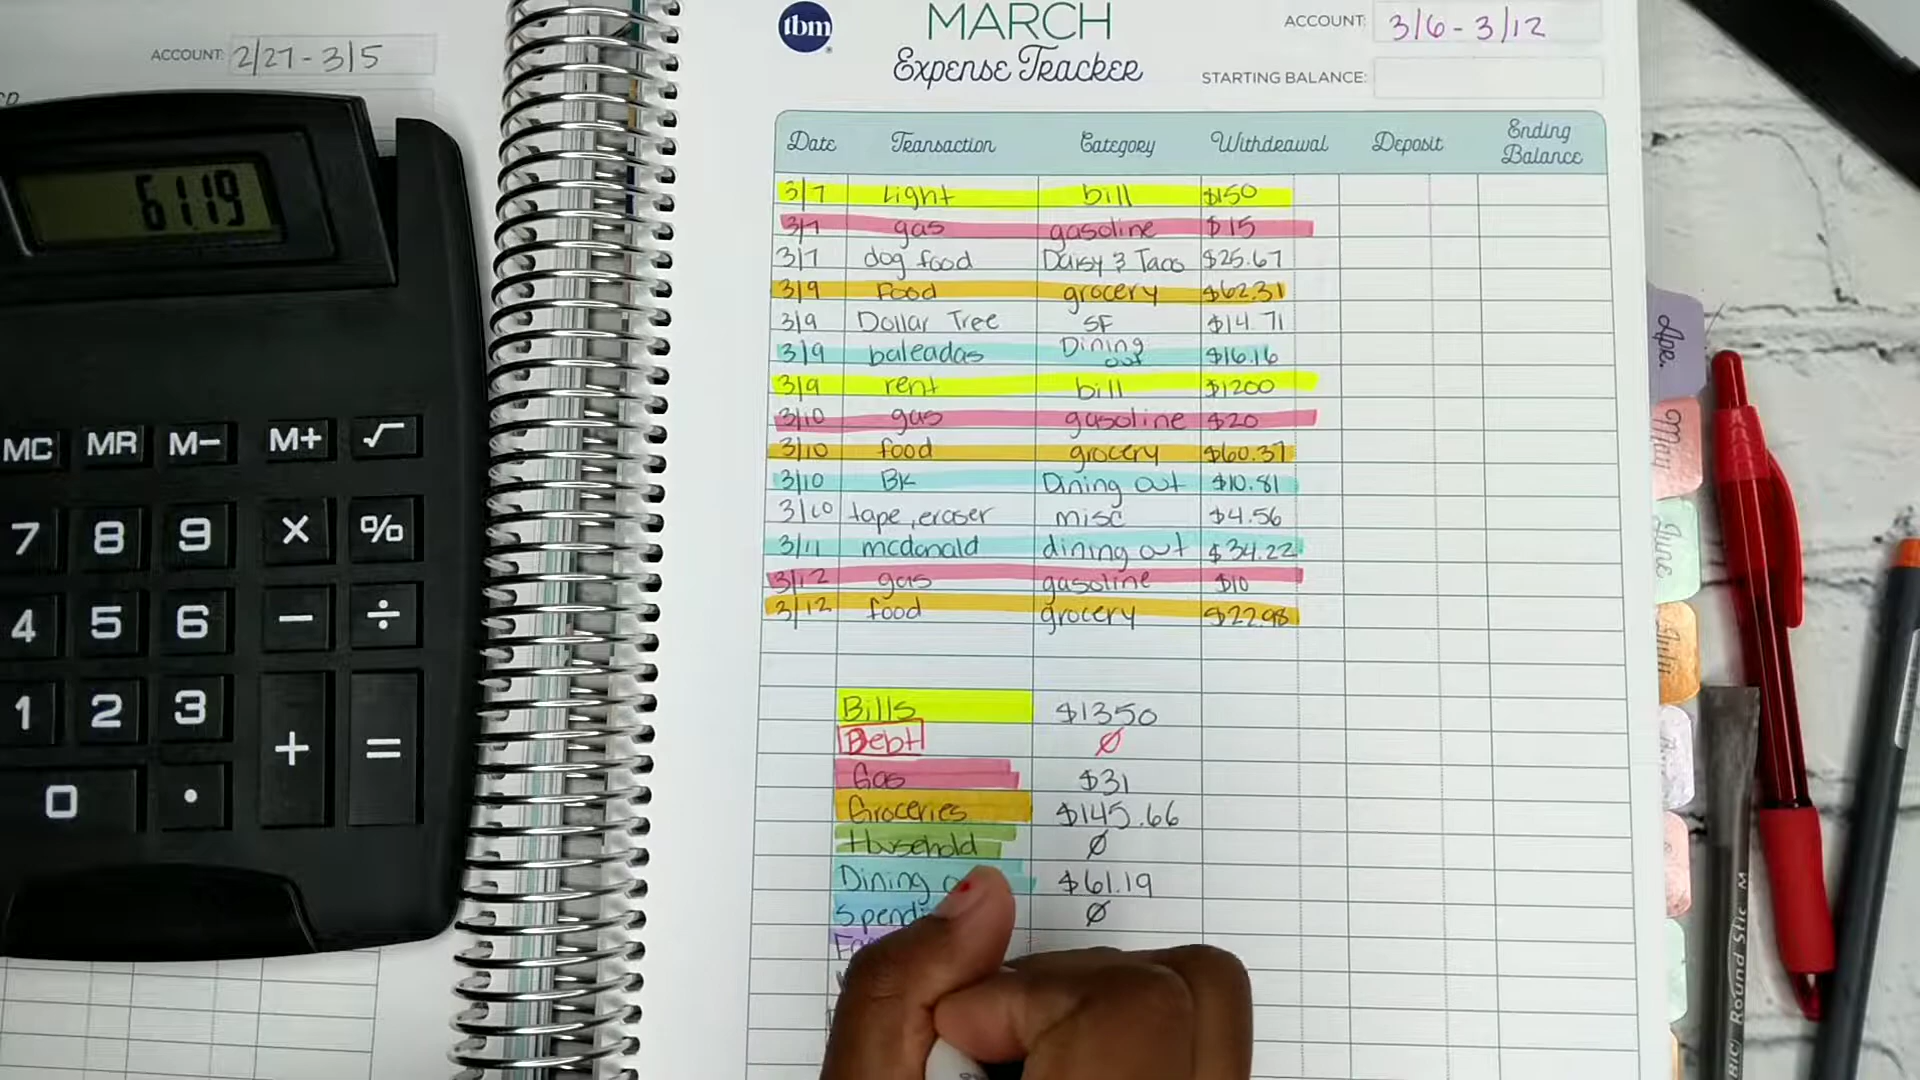 ACCOUNT: 2/27 - 3/5
61.19
MC MR M− M+ √
7 8 9 × %
4 5 6 − ÷
1 2 3 + =
0 .
tbm
MARCH
Expense Tracker
ACCOUNT: 3/6 - 3/12
STARTING BALANCE:
Date Transaction Category Withdrawal Deposit Ending Balance
3/7 Light bill $150
3/7 gas gasoline $15
3/7 dog food Daisy & Taco $25.67
3/9 Food grocery $62.31
3/9 Dollar Tree SF $14.71
3/9 baleadas Dining out $16.16
3/9 rent bill $1200
3/10 gas gasoline $20
3/10 food grocery $60.37
3/10 BK Dining out $10.81
3/10 tape, eraser misc $4.56
3/11 mcdonald dining out $34.22
3/12 gas gasoline $10
3/12 food grocery $22.98
Bills $1350
Debt Ø
Gas $31
Groceries $145.66
Household Ø
Dining $61.19
Spendi Ø
Apr.
May
June
July
BIC Round Stic M